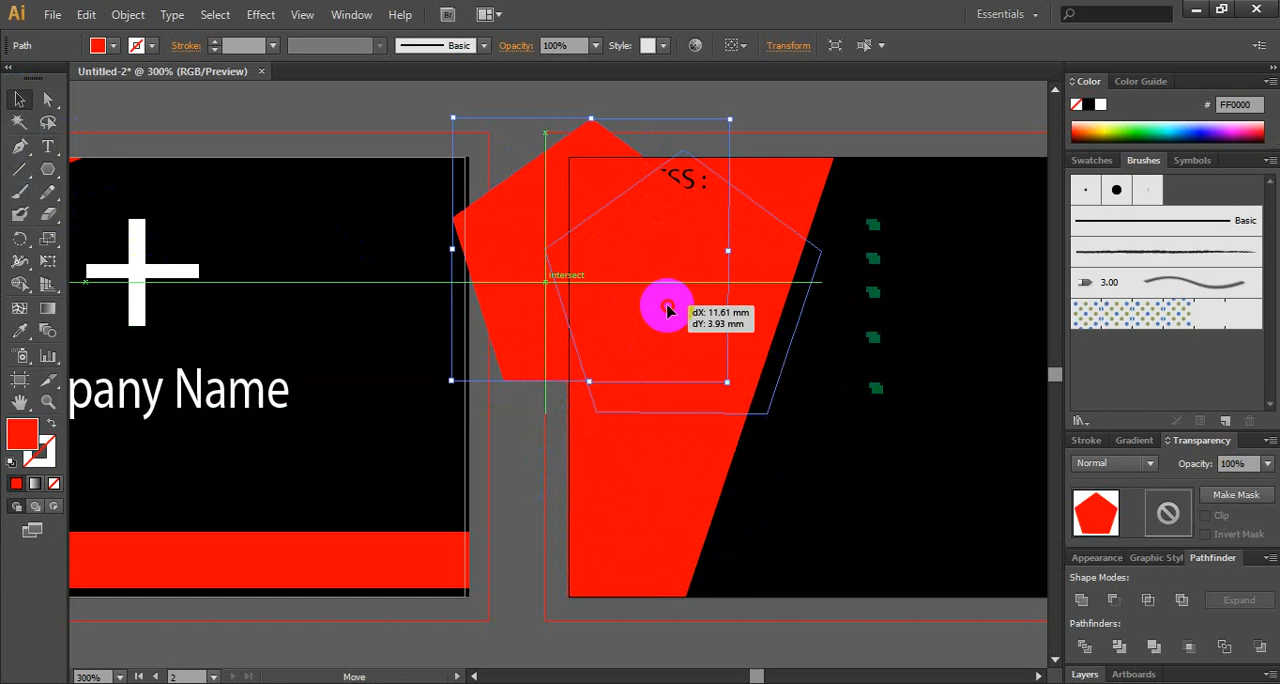 Ai File Edit Object Type Select Effect View Window Help Br Essentials
Path Stroke: Basic Opacity: 100% Style: Transform
Untitled-2* @ 300% (RGB/Preview) ×
Color Color Guide
# FF0000
Swatches Brushes Symbols
Basic
3.00
SS:
intersect
dX: 11.61 mm
dY: 3.93 mm
pany Name
Stroke Gradient Transparency
Normal Opacity: 100%
Make Mask
Clip
Invert Mask
Appearance Graphic Styl Pathfinder
Shape Modes:
Expand
Pathfinders:
Layers Artboards
300% 2 Move